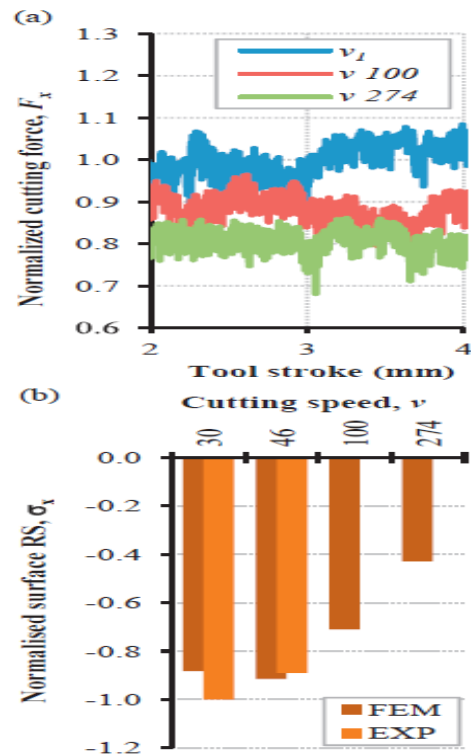 (a)
Normalized cutting force, Fₓ
1.3
1.2
1.1
1.0
0.9
0.8
0.7
0.6
v₁
v 100
v 274
2
3
4
Tool stroke (mm)
(b)
Cutting speed, v
30
46
100
274
Normalised surface RS, σₓ
0.0
-0.2
-0.4
-0.6
-0.8
-1.0
-1.2
FEM
EXP